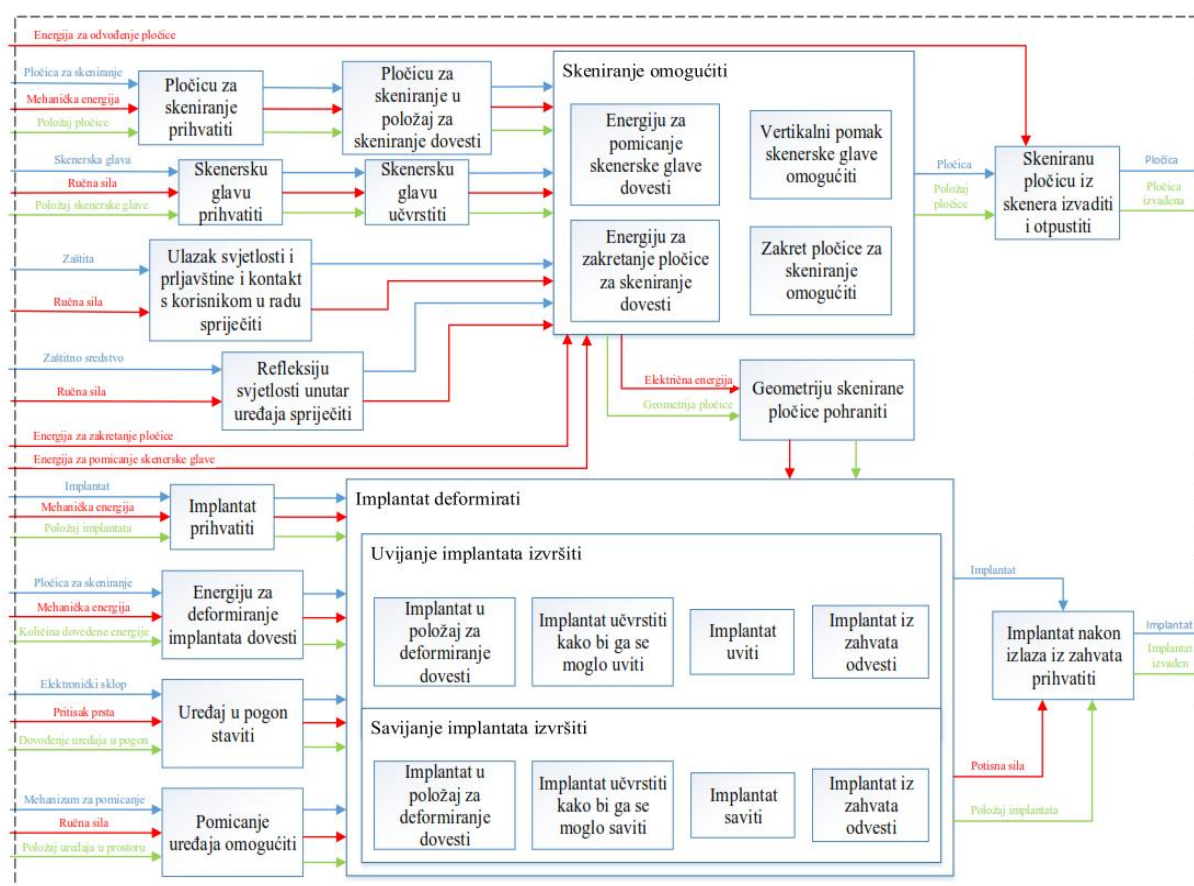 Energija za odvođenje pločice
Pločica za skeniranje
Mehanička energija
Položaj pločice
Pločicu za
skeniranje
prihvatiti
Pločicu za
skeniranje u
položaj za
skeniranje dovesti
Skenerska glava
Ručna sila
Položaj skenerske glave
Skenersku
glavu
prihvatiti
Skenersku
glavu
učvrstiti
Zaštita
Ručna sila
Ulazak svjetlosti i
prljavštine i kontakt
s korisnikom u radu
spriječiti
Zaštitno sredstvo
Ručna sila
Refleksiju
svjetlosti unutar
uređaja spriječiti
Energija za zakretanje pločice
Energija za pomicanje skenerske glave
Skeniranje omogućiti
Energiju za
pomicanje
skenerske glave
dovesti
Vertikalni pomak
skenerske glave
omogućiti
Energiju za
zakretanje pločice
za skeniranje
dovesti
Zakret pločice za
skeniranje
omogućiti
Pločica
Položaj
pločice
Skeniranu
pločicu iz
skenera izvaditi
i otpustiti
Pločica
Pločica
izvađena
Električna energija
Geometrija pločice
Geometriju skenirane
pločice pohraniti
Implantat
Mehanička energija
Položaj implantata
Implantat
prihvatiti
Pločica za skeniranje
Mehanička energija
Količina dovedene energije
Energiju za
deformiranje
implantata dovesti
Elektronički sklop
Pritisak prsta
Dovođenje uređaja u pogon
Uređaj u pogon
staviti
Mehanizam za pomicanje
Ručna sila
Položaj uređaja u prostoru
Pomicanje
uređaja omogućiti
Implantat deformirati
Uvijanje implantata izvršiti
Implantat u
položaj za
deformiranje
dovesti
Implantat učvrstiti
kako bi ga se
moglo uviti
Implantat
uviti
Implantat iz
zahvata
odvesti
Savijanje implantata izvršiti
Implantat u
položaj za
deformiranje
dovesti
Implantat učvrstiti
kako bi ga se
moglo saviti
Implantat
saviti
Implantat iz
zahvata
odvesti
Implantat
Potisna sila
Položaj implantata
Implantat nakon
izlaza iz zahvata
prihvatiti
Implantat
Implantat
izvađen